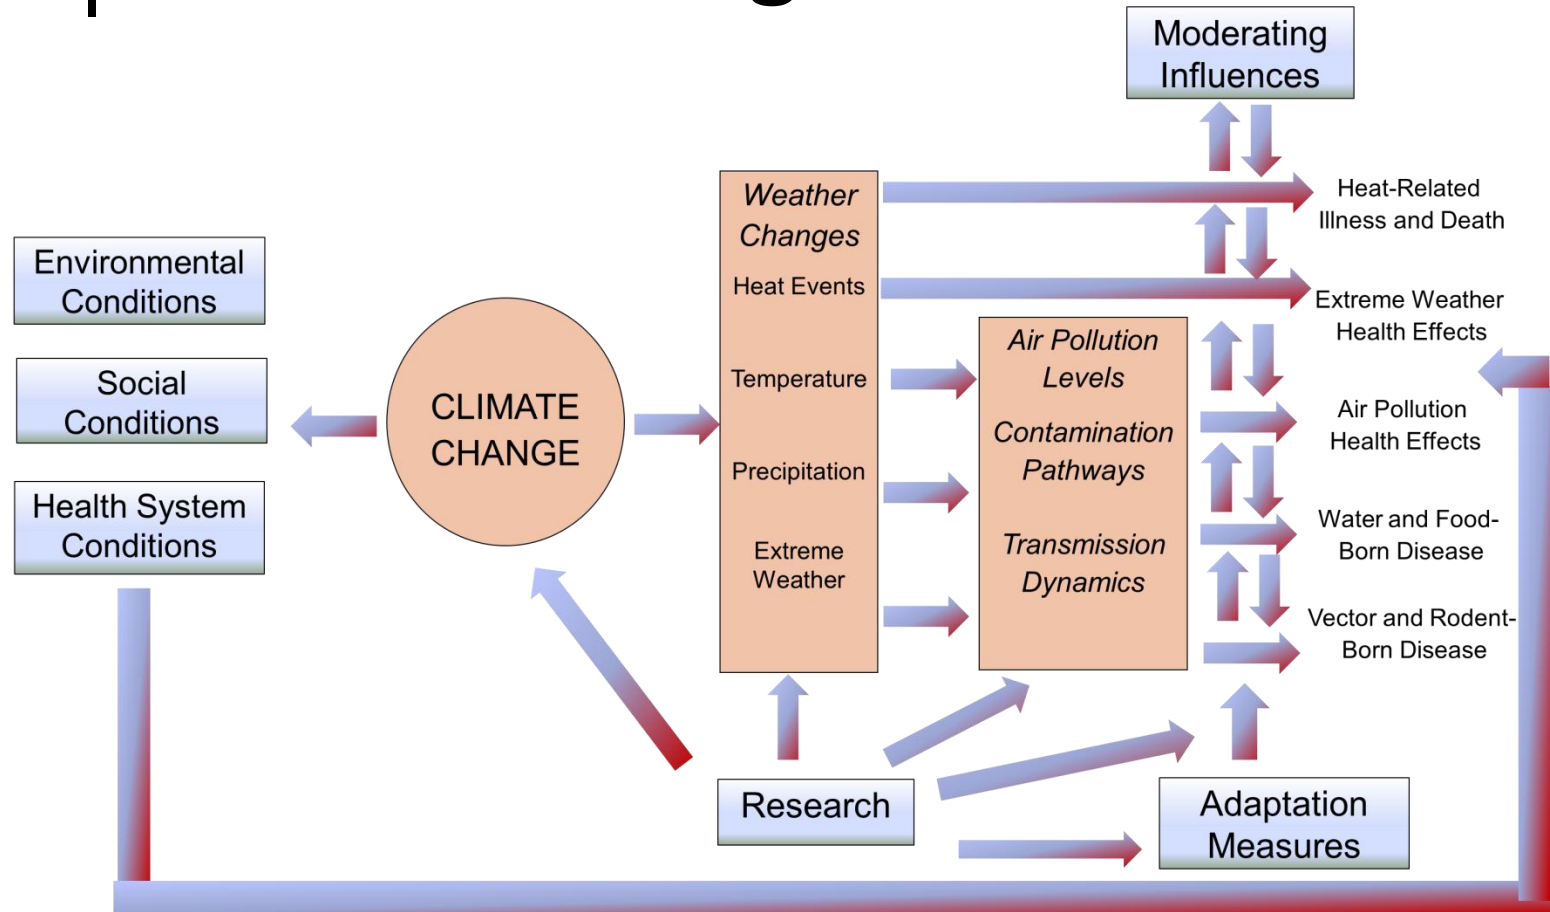 Moderating
Influences
Environmental
Conditions
Social
Conditions
Health System
Conditions
CLIMATE
CHANGE
Weather
Changes
Heat Events
Temperature
Precipitation
Extreme
Weather
Air Pollution
Levels
Contamination
Pathways
Transmission
Dynamics
Heat-Related
Illness and Death
Extreme Weather
Health Effects
Air Pollution
Health Effects
Water and Food-
Born Disease
Vector and Rodent-
Born Disease
Research
Adaptation
Measures